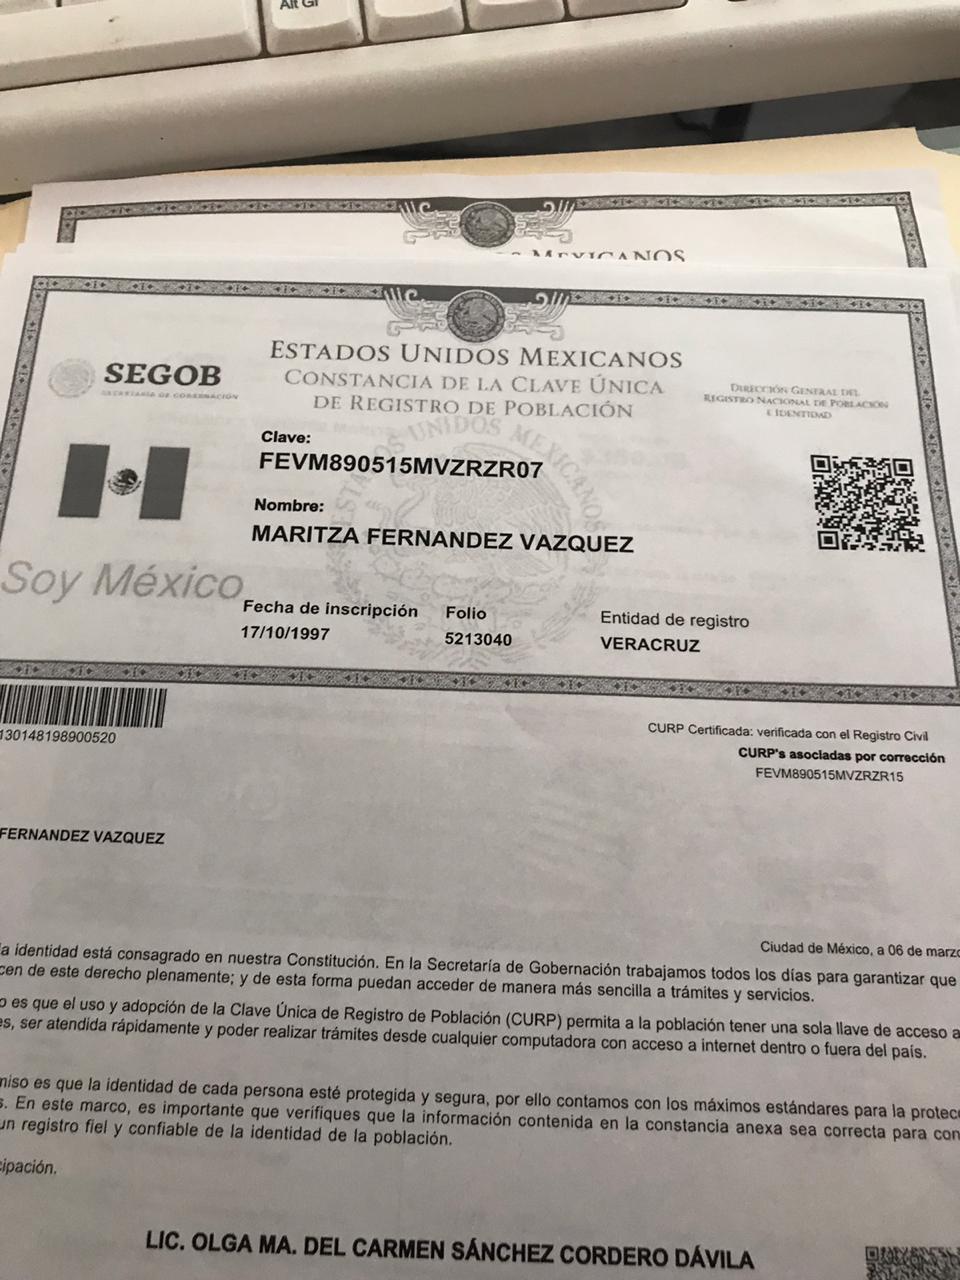 Alt Gr
MEXICANOS
ESTADOS UNIDOS MEXICANOS
CONSTANCIA DE LA CLAVE ÚNICA
DE REGISTRO DE POBLACIÓN
SEGOB
SECRETARÍA DE GOBERNACIÓN
DIRECCIÓN GENERAL DEL
REGISTRO NACIONAL DE POBLACIÓN
E IDENTIDAD
Clave:
FEVM890515MVZRZR07
Nombre:
MARITZA FERNANDEZ VAZQUEZ
ESTADOS UNIDOS MEXICANOS
Soy México
Fecha de inscripción Folio Entidad de registro
17/10/1997 5213040 VERACRUZ
130148198900520
CURP Certificada: verificada con el Registro Civil
CURP's asociadas por corrección
FEVM890515MVZRZR15
FERNANDEZ VAZQUEZ
Ciudad de México, a 06 de marzo
la identidad está consagrado en nuestra Constitución. En la Secretaría de Gobernación trabajamos todos los días para garantizar que
cen de este derecho plenamente; y de esta forma puedan acceder de manera más sencilla a trámites y servicios.
o es que el uso y adopción de la Clave Única de Registro de Población (CURP) permita a la población tener una sola llave de acceso a
es, ser atendida rápidamente y poder realizar trámites desde cualquier computadora con acceso a internet dentro o fuera del país.
miso es que la identidad de cada persona esté protegida y segura, por ello contamos con los máximos estándares para la protec
s. En este marco, es importante que verifiques que la información contenida en la constancia anexa sea correcta para con
un registro fiel y confiable de la identidad de la población.
cipación.
LIC. OLGA MA. DEL CARMEN SÁNCHEZ CORDERO DÁVILA